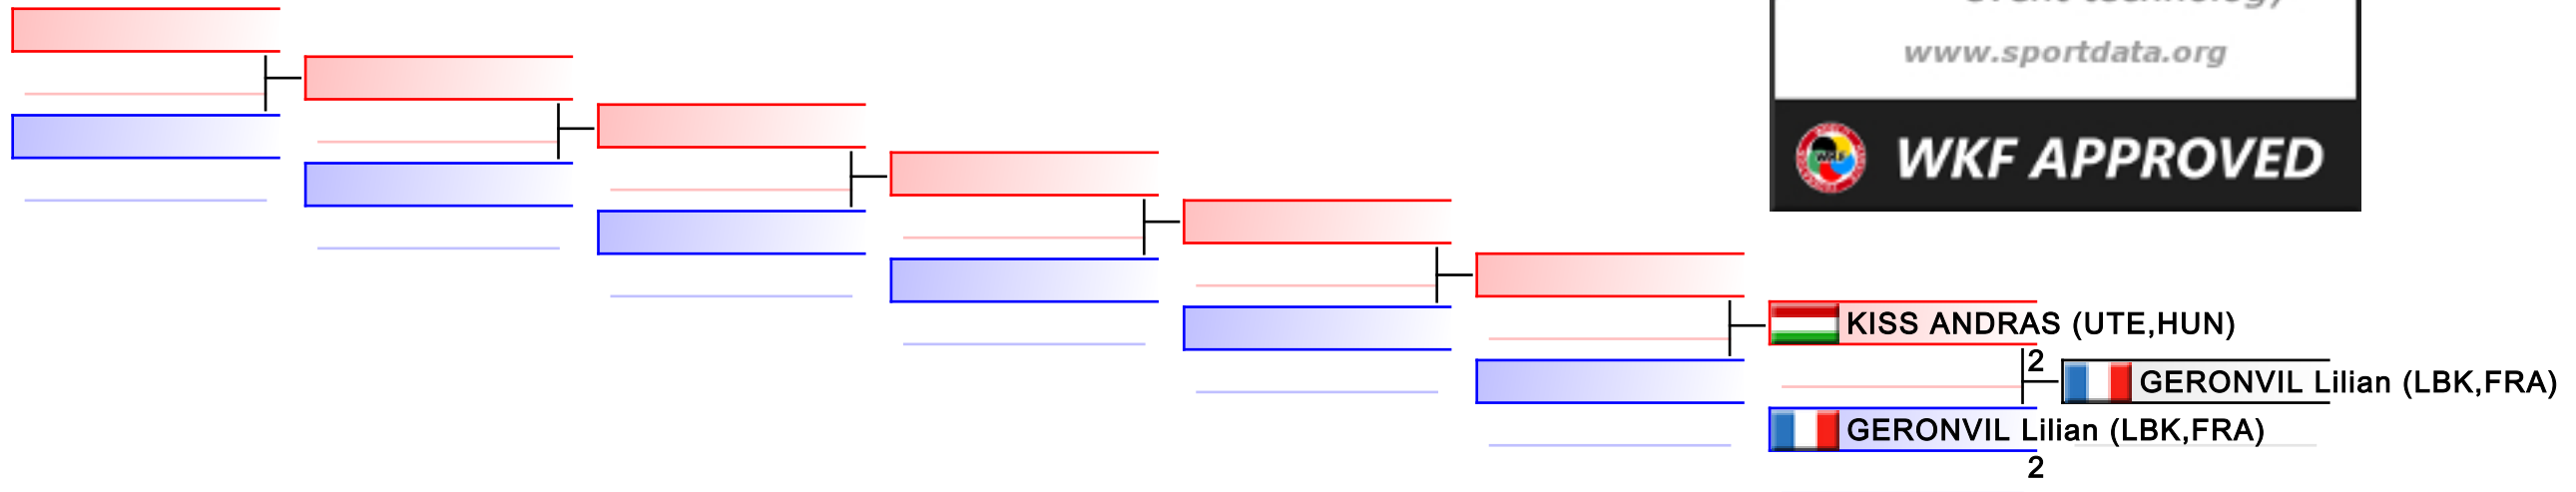 www.sportdata.org
WKF APPROVED
KISS ANDRAS (UTE,HUN)
2
GERONVIL Lilian (LBK,FRA)
GERONVIL Lilian (LBK,FRA)
2